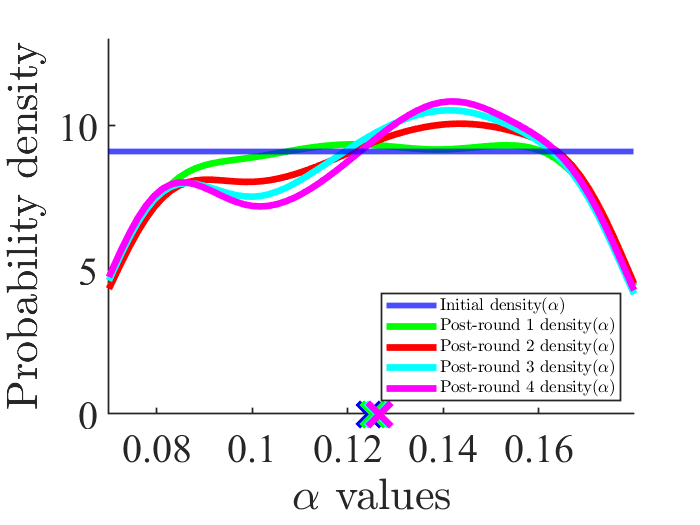 Probability density
10
5
0
Initial density(α)
Post-round 1 density(α)
Post-round 2 density(α)
Post-round 3 density(α)
Post-round 4 density(α)
0.08 0.1 0.12 0.14 0.16
α values